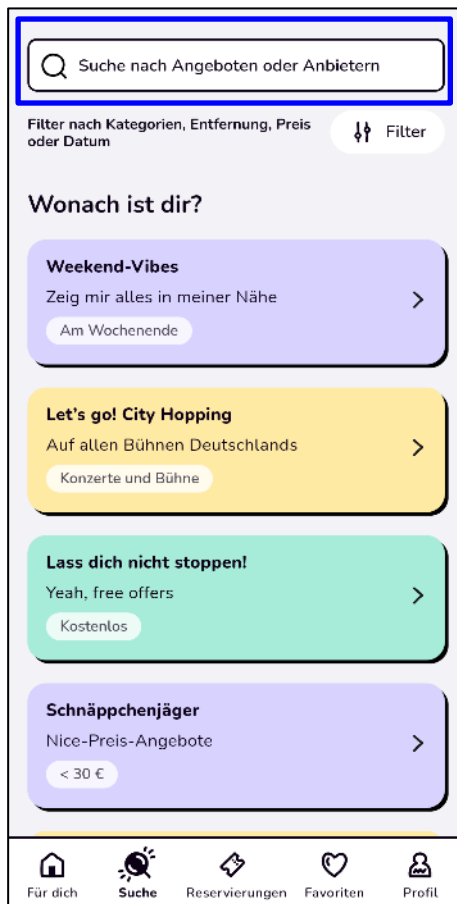 Suche nach Angeboten oder Anbietern
Filter nach Kategorien, Entfernung, Preis
oder Datum
Filter
Wonach ist dir?
Weekend-Vibes
Zeig mir alles in meiner Nähe
Am Wochenende
Let's go! City Hopping
Auf allen Bühnen Deutschlands
Konzerte und Bühne
Lass dich nicht stoppen!
Yeah, free offers
Kostenlos
Schnäppchenjäger
Nice-Preis-Angebote
< 30 €
Für dich Suche Reservierungen Favoriten Profil